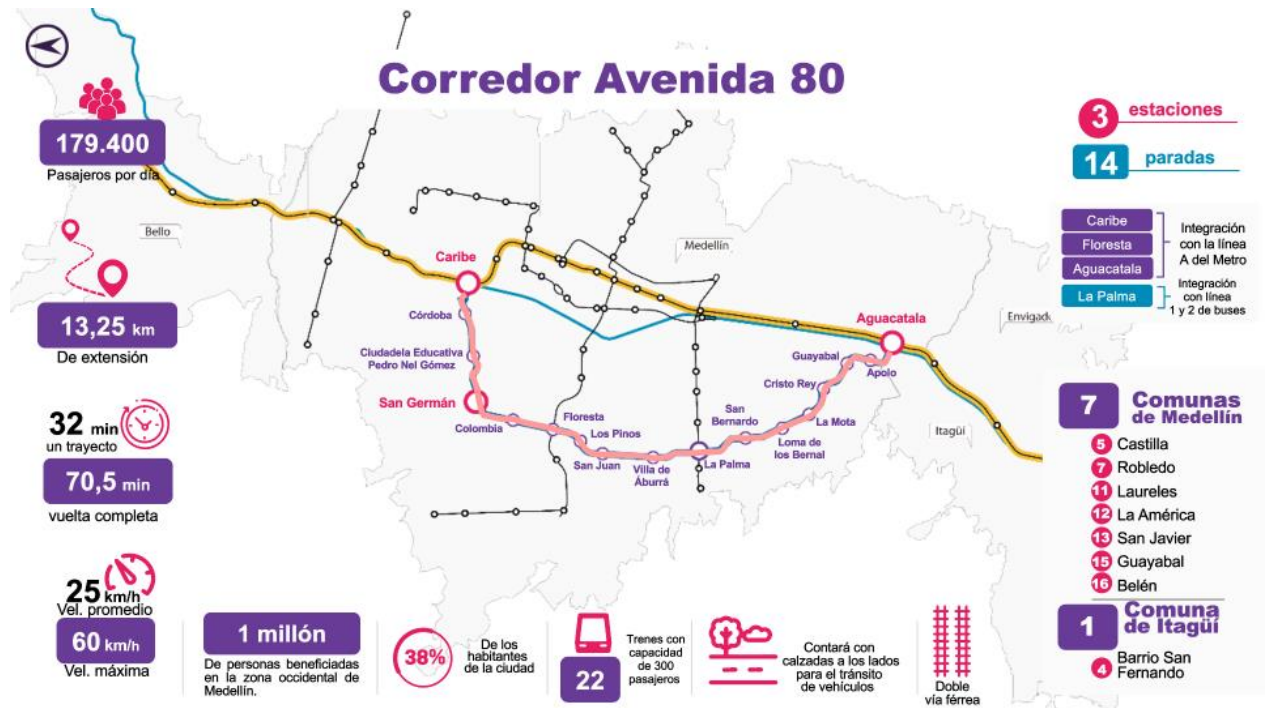 Corredor Avenida 80
179.400
Pasajeros por día
13,25 km
De extensión
32 min
un trayecto
70,5 min
vuelta completa
25 km/h
Vel. promedio
60 km/h
Vel. máxima
Bello
Medellín
Envigad
Itagüí
Caribe
Córdoba
Ciudadela Educativa
Pedro Nel Gómez
San Germán
Colombia
Floresta
Los Pinos
San Juan
Villa de
Áburrá
La Palma
San
Bernardo
Loma de
los Bernal
La Mota
Cristo Rey
Guayabal
Apolo
Aguacatala
3 estaciones
14 paradas
Caribe
Floresta
Aguacatala
Integración
con la línea
A del Metro
La Palma
Integración
con línea
1 y 2 de buses
7 Comunas
de Medellín
5 Castilla
7 Robledo
11 Laureles
12 La América
13 San Javier
15 Guayabal
16 Belén
1 Comuna
de Itagüí
4 Barrio San
Fernando
1 millón
De personas beneficiadas
en la zona occidental de
Medellín.
38%
De los
habitantes
de la ciudad
22
Trenes con
capacidad
de 300
pasajeros
Contará con
calzadas a los lados
para el tránsito
de vehículos
Doble
vía férrea